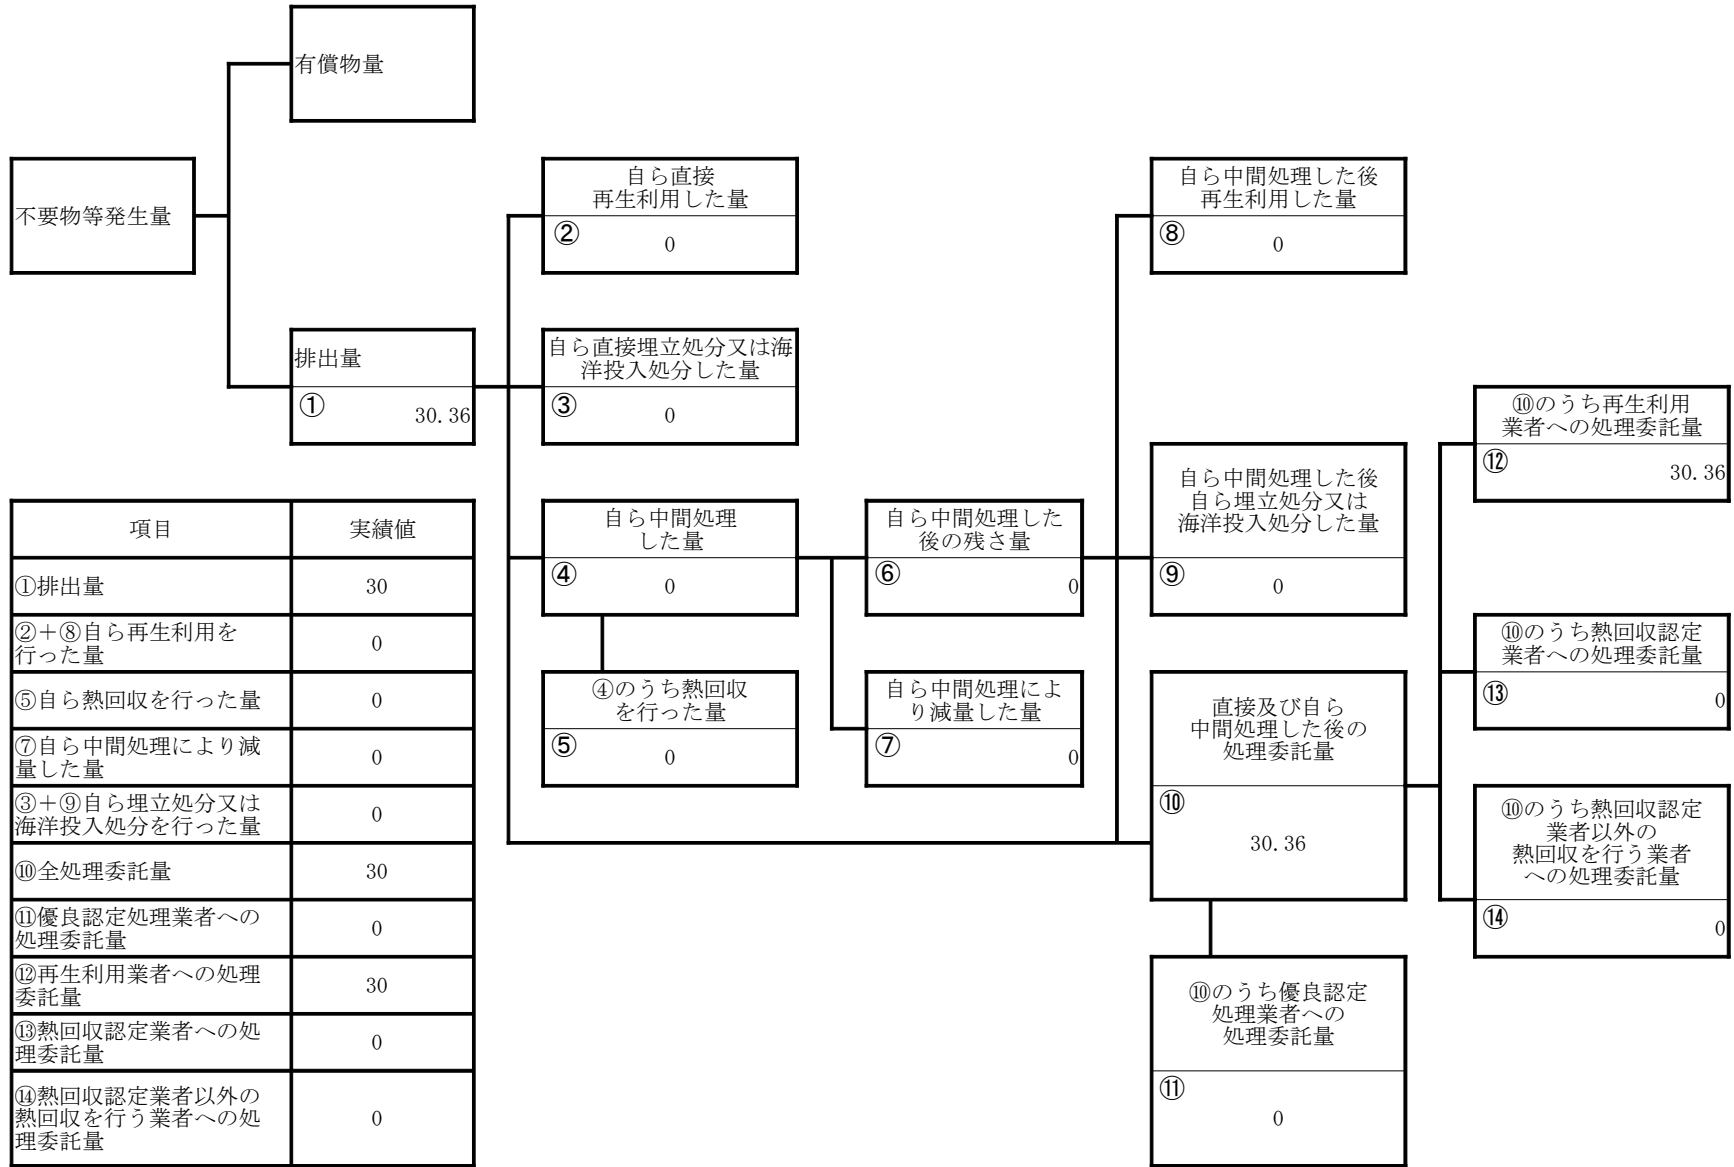 有償物量
不要物等発生量
自ら直接
再生利用した量
②
0
自ら中間処理した後
再生利用した量
⑧
0
排出量
①
30.36
自ら直接埋立処分又は海
洋投入処分した量
③
0
⑩のうち再生利用
業者への処理委託量
⑫
30.36
自ら中間処理
した量
④
0
自ら中間処理した
後の残さ量
⑥
0
自ら中間処理した後
自ら埋立処分又は
海洋投入処分した量
⑨
0
⑩のうち熱回収認定
業者への処理委託量
⑬
0
④のうち熱回収
を行った量
⑤
0
自ら中間処理によ
り減量した量
⑦
0
直接及び自ら
中間処理した後の
処理委託量
⑩
30.36
⑩のうち熱回収認定
業者以外の
熱回収を行う業者
への処理委託量
⑭
0
⑩のうち優良認定
処理業者への
処理委託量
⑪
0
項目 実績値
①排出量 30
②+⑧自ら再生利用を
行った量 0
⑤自ら熱回収を行った量 0
⑦自ら中間処理により減
量した量 0
③+⑨自ら埋立処分又は
海洋投入処分を行った量 0
⑩全処理委託量 30
⑪優良認定処理業者への
処理委託量 0
⑫再生利用業者への処理
委託量 30
⑬熱回収認定業者への処
理委託量 0
⑭熱回収認定業者以外の
熱回収を行う業者への処
理委託量 0